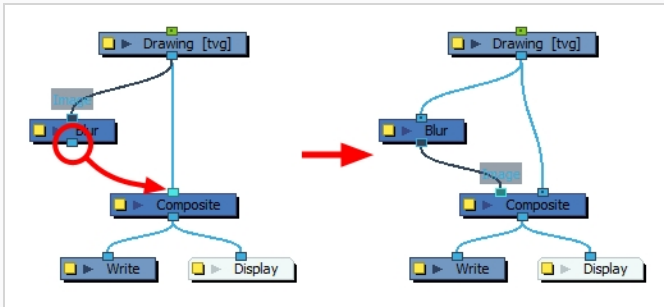 Drawing [tvg]
Image
Blur
Composite
Write
Display
Drawing [tvg]
Blur
Image
Composite
Write
Display